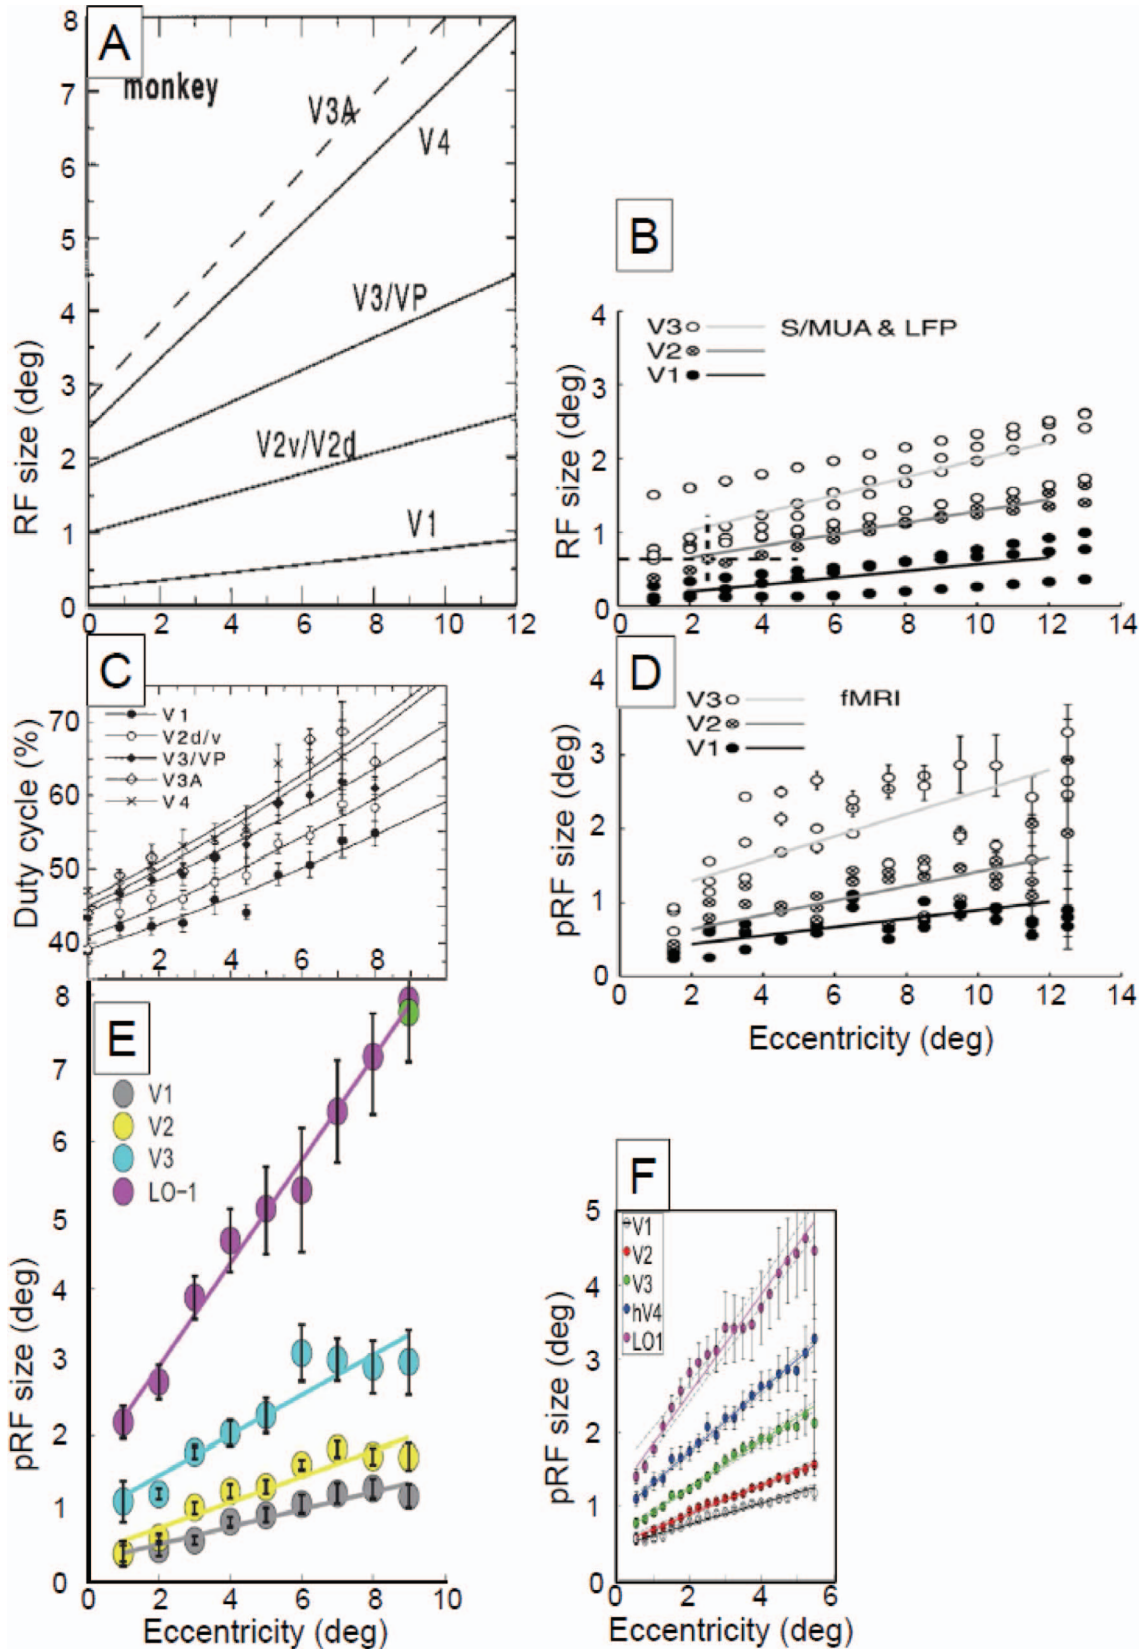 A
monkey
V3A
V4
V3/VP
V2v/V2d
V1
RF size (deg)
0 1 2 3 4 5 6 7 8
0 2 4 6 8 10 12
B
V3 S/MUA & LFP
V2
V1
RF size (deg)
0 1 2 3 4
0 2 4 6 8 10 12 14
C
V1
V2d/v
V3/VP
V3A
V4
Duty cycle (%)
40 50 60 70
2 4 6 8
D
V3 fMRI
V2
V1
pRF size (deg)
0 1 2 3 4
0 2 4 6 8 10 12 14
Eccentricity (deg)
E
V1
V2
V3
LO-1
pRF size (deg)
0 1 2 3 4 5 6 7 8
0 2 4 6 8 10
Eccentricity (deg)
F
V1
V2
V3
hV4
LO1
pRF size (deg)
0 1 2 3 4 5
0 2 4 6
Eccentricity (deg)